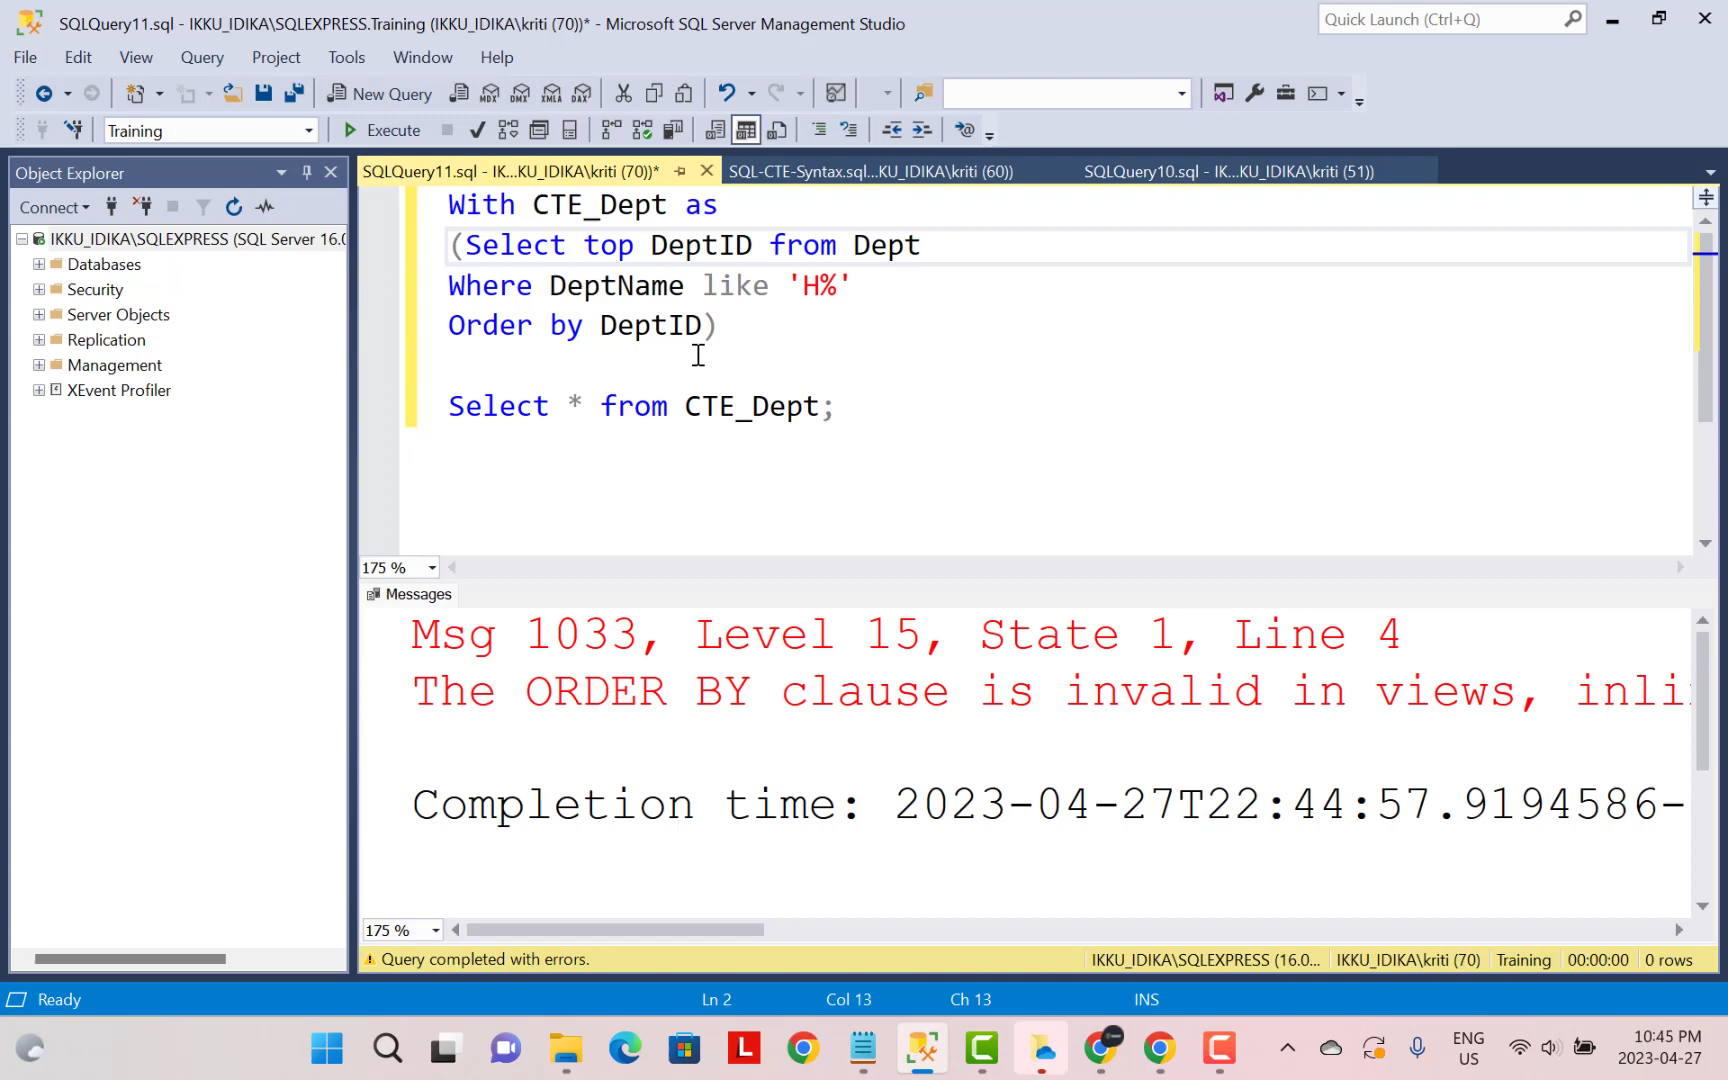 SQLQuery11.sql - IKKU_IDIKA\SQLEXPRESS.Training (IKKU_IDIKA\kriti (70))* - Microsoft SQL Server Management Studio
Quick Launch (Ctrl+Q)
File Edit View Query Project Tools Window Help
New Query
MDX DMX XMLA DAX
Training
Execute
Object Explorer
Connect
IKKU_IDIKA\SQLEXPRESS (SQL Server 16.0
Databases
Security
Server Objects
Replication
Management
XEvent Profiler
SQLQuery11.sql - IK...KU_IDIKA\kriti (70))*
SQL-CTE-Syntax.sql...KU_IDIKA\kriti (60))
SQLQuery10.sql - IK...KU_IDIKA\kriti (51))
With CTE_Dept as
(Select top DeptID from Dept
Where DeptName like 'H%'
Order by DeptID)
Select * from CTE_Dept;
175 %
Messages
Msg 1033, Level 15, State 1, Line 4
The ORDER BY clause is invalid in views, inli
Completion time: 2023-04-27T22:44:57.9194586-
175 %
Query completed with errors.
IKKU_IDIKA\SQLEXPRESS (16.0...
IKKU_IDIKA\kriti (70)
Training
00:00:00
0 rows
Ready
Ln 2
Col 13
Ch 13
INS
L
ENG
US
10:45 PM
2023-04-27